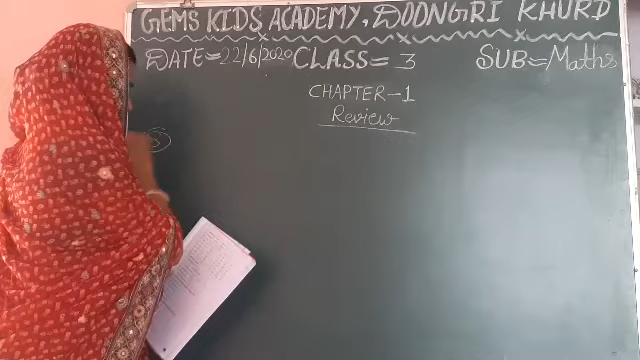 GEMS KIDS ACADEMY, DOONGRI KHURD
DATE=22/6/2020 CLASS= 3 SUB=Maths
CHAPTER-1
Review